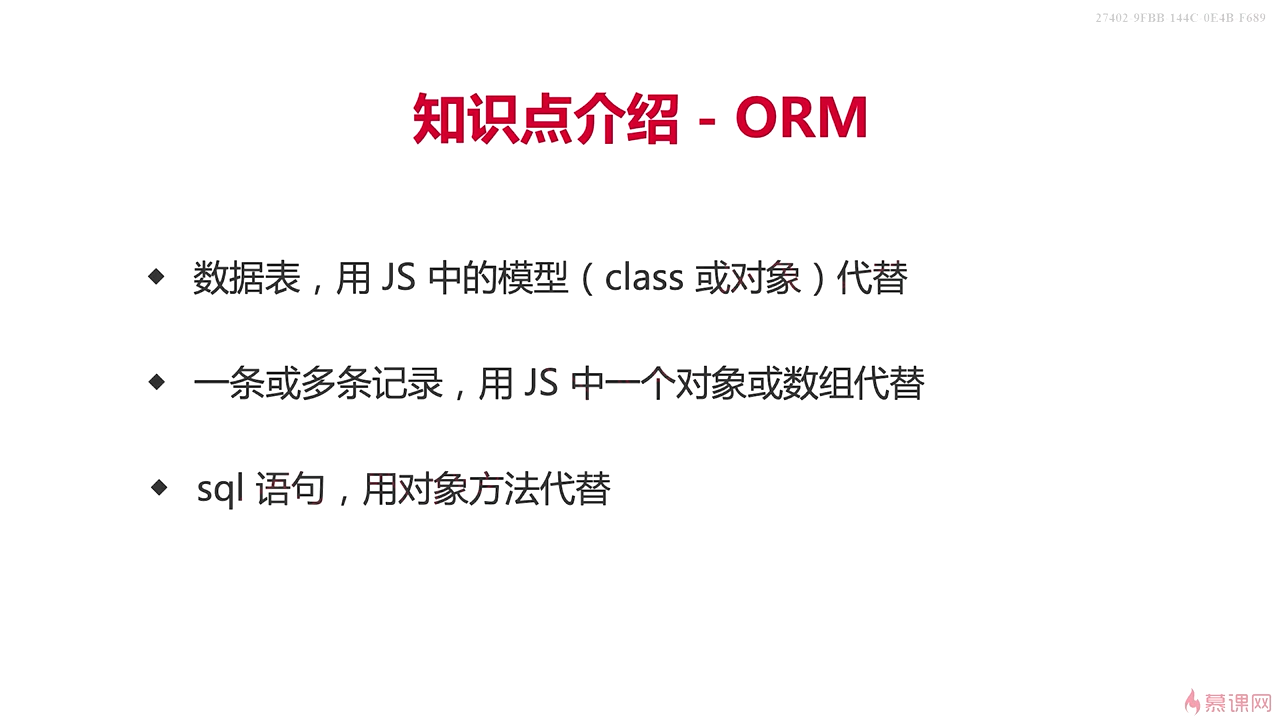 27402 9FBB 144C 0E4B F689
知识点介绍 - ORM
◆ 数据表，用 JS 中的模型（class 或对象）代替
◆ 一条或多条记录，用 JS 中一个对象或数组代替
◆ sql 语句，用对象方法代替
慕课网